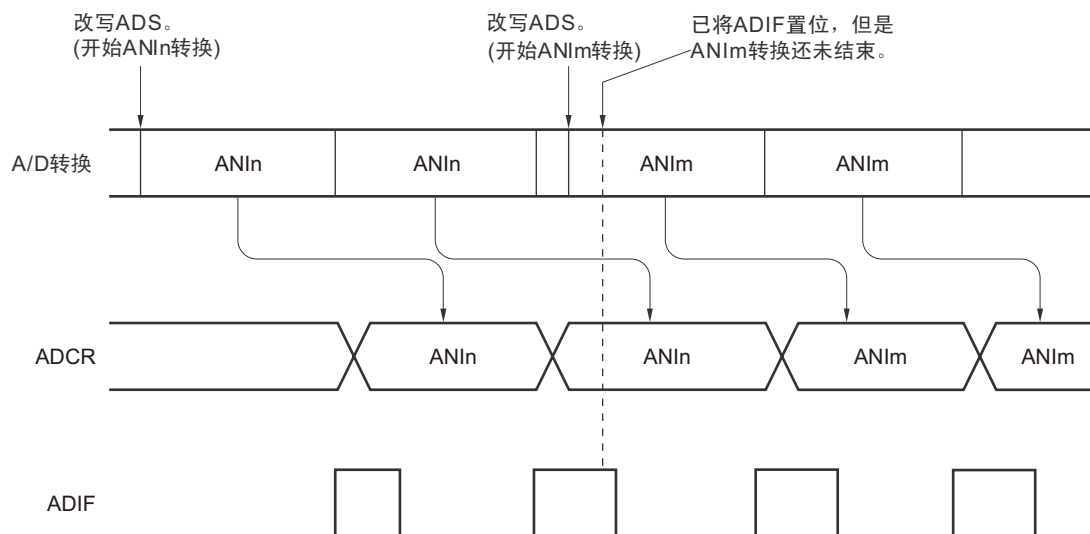 改写ADS。
(开始ANIn转换)
改写ADS。
(开始ANIm转换)
已将ADIF置位，但是
ANIm转换还未结束。
A/D转换
ANIn
ANIn
ANIm
ANIm
ADCR
ANIn
ANIn
ANIm
ANIm
ADIF